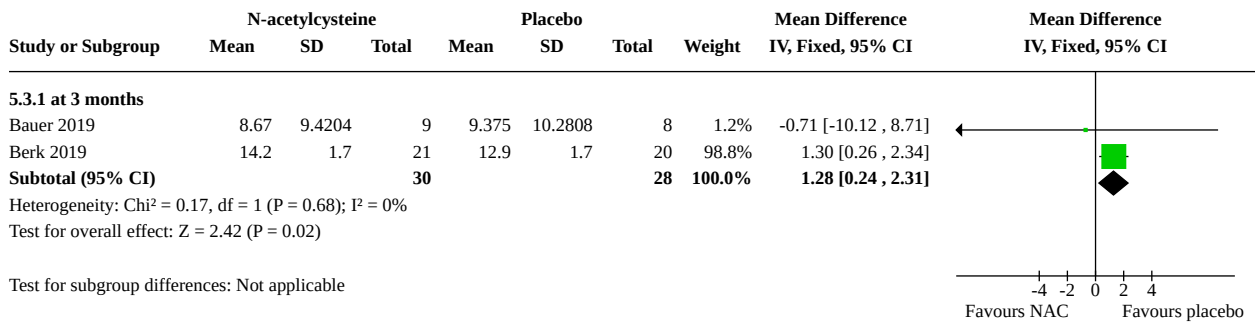 N-acetylcysteine Placebo Mean Difference Mean Difference
Study or Subgroup Mean SD Total Mean SD Total Weight IV, Fixed, 95% CI IV, Fixed, 95% CI
5.3.1 at 3 months
Bauer 2019 8.67 9.4204 9 9.375 10.2808 8 1.2% -0.71 [-10.12 , 8.71]
Berk 2019 14.2 1.7 21 12.9 1.7 20 98.8% 1.30 [0.26 , 2.34]
Subtotal (95% CI) 30 28 100.0% 1.28 [0.24 , 2.31]
Heterogeneity: Chi² = 0.17, df = 1 (P = 0.68); I² = 0%
Test for overall effect: Z = 2.42 (P = 0.02)
Test for subgroup differences: Not applicable
-4 -2 0 2 4
Favours NAC Favours placebo